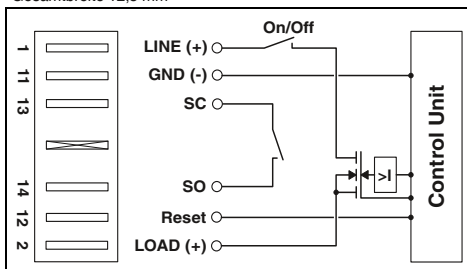 Gesamtbreite 12,5 mm
On/Off
1 LINE (+)
11 GND (-)
13 SC
14 SO
12 Reset
2 LOAD (+)
>I
Control Unit